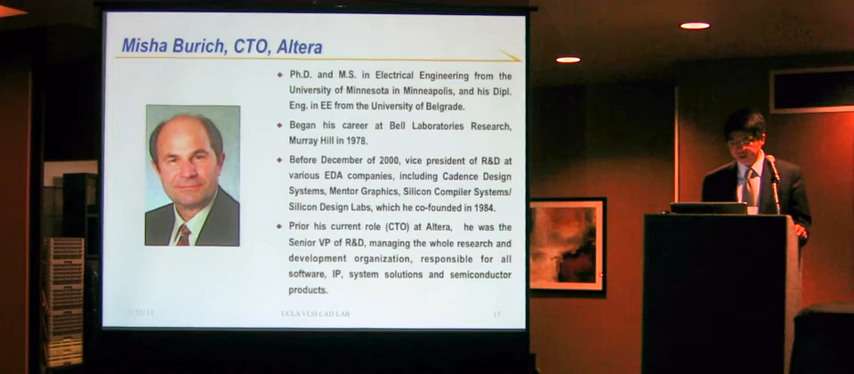 Misha Burich, CTO, Altera
Ph.D. and M.S. in Electrical Engineering from the
University of Minnesota in Minneapolis, and his Dipl.
Eng. in EE from the University of Belgrade.
Began his career at Bell Laboratories Research,
Murray Hill in 1978.
Before December of 2000, vice president of R&D at
various EDA companies, including Cadence Design
Systems, Mentor Graphics, Silicon Compiler Systems/
Silicon Design Labs, which he co-founded in 1984.
Prior his current role (CTO) at Altera, he was the
Senior VP of R&D, managing the whole research and
development organization, responsible for all
software, IP, system solutions and semiconductor
products.
UCLA VLSI CAD LAB
17